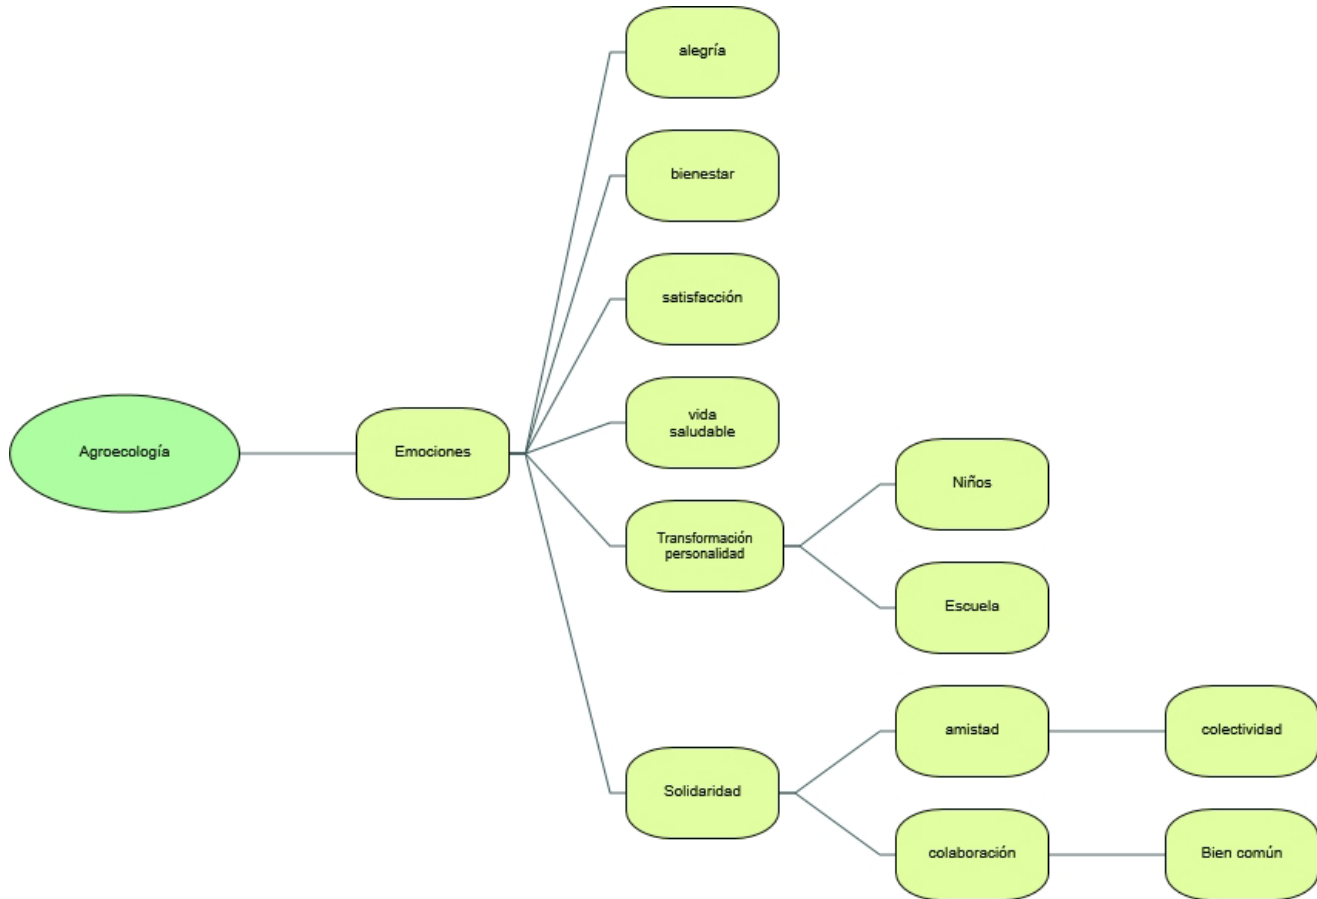 alegría
bienestar
satisfacción
vida
saludable
Agroecología
Emociones
Niños
Transformación
personalidad
Escuela
amistad
colectividad
Solidaridad
colaboración
Bien común